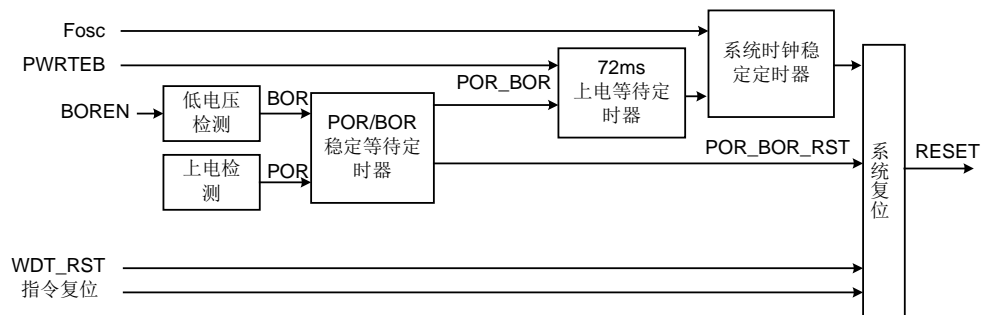 Fosc
系统时钟稳
定定时器
PWRTEB
72ms
上电等待定
时器
POR_BOR
BOREN
低电压
检测
BOR
POR/BOR
稳定等待定
时器
上电检
测
POR
POR_BOR_RST
系统复位
RESET
WDT_RST
指令复位